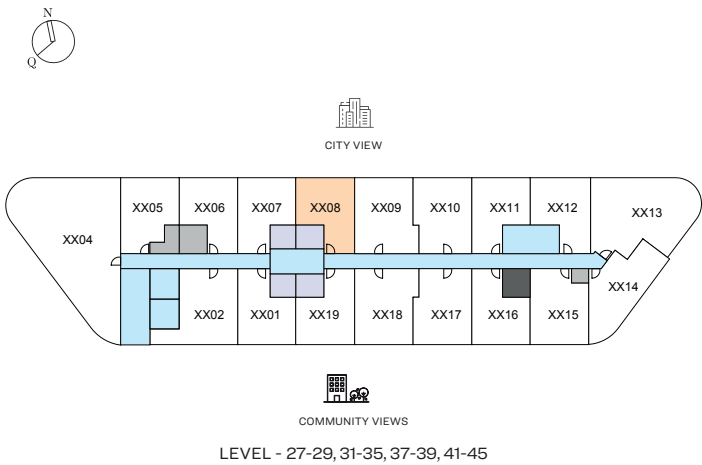 N
Q
CITY VIEW
XX05 XX06 XX07 XX08 XX09 XX10 XX11 XX12
XX04 XX13
XX14
XX02 XX01 XX19 XX18 XX17 XX16 XX15
COMMUNITY VIEWS
LEVEL - 27-29, 31-35, 37-39, 41-45